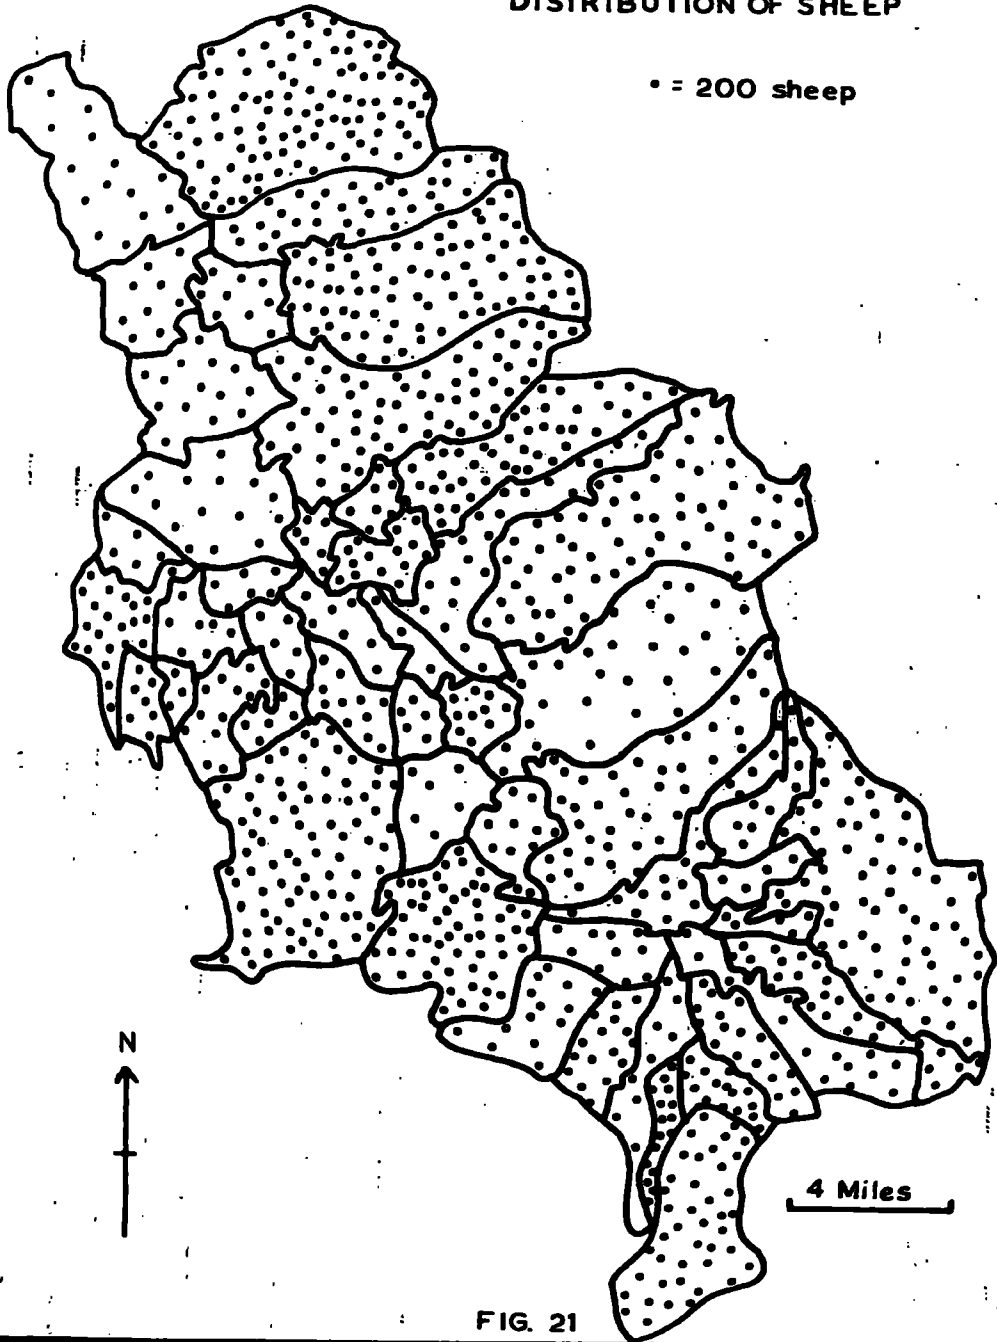 DISTRIBUTION OF SHEEP
• = 200 sheep
N
4 Miles
FIG. 21